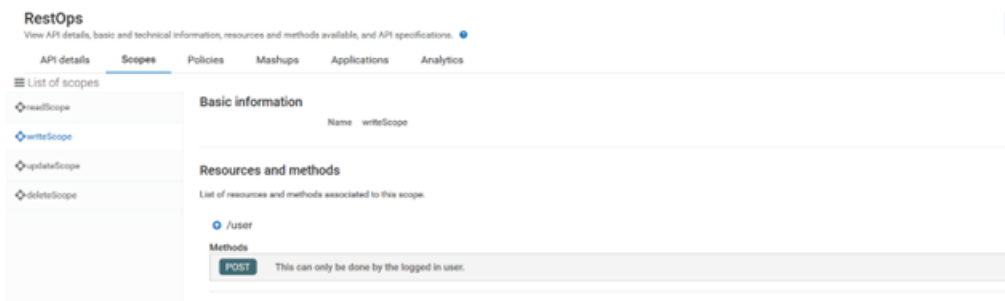 RestOps
View API details, basic and technical information, resources and methods available, and API specifications.
API details Scopes Policies Mashups Applications Analytics
List of scopes
readScope
writeScope
updateScope
deleteScope
Basic information
Name writeScope
Resources and methods
List of resources and methods associated to this scope.
/user
Methods
POST This can only be done by the logged in user.